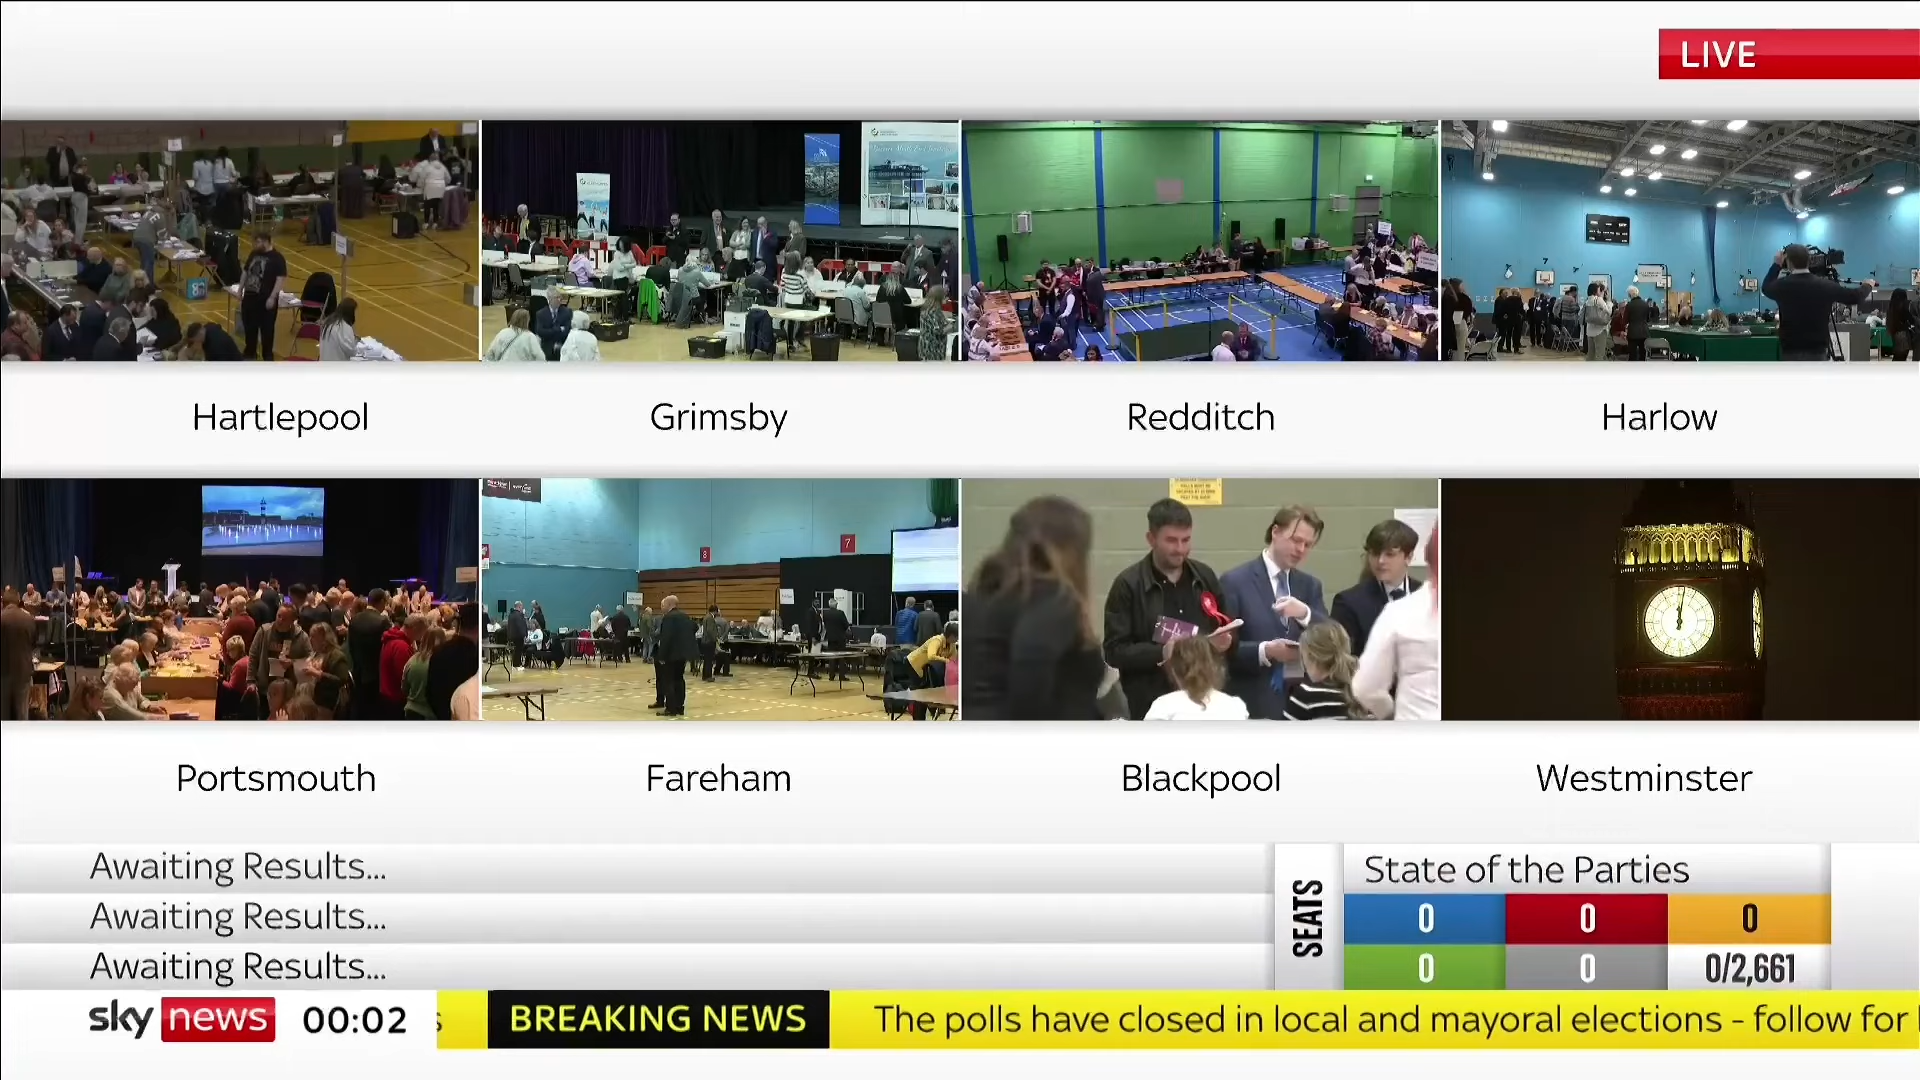 LIVE
Hartlepool
Grimsby
Redditch
Harlow
8
7
Portsmouth
Fareham
Blackpool
Westminster
Awaiting Results...
Awaiting Results...
Awaiting Results...
SEATS
State of the Parties
0 0 0
0 0 0/2,661
sky news 00:02
BREAKING NEWS
The polls have closed in local and mayoral elections - follow for